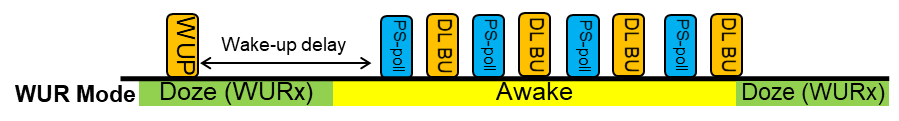 WUP
Wake-up delay
PS-poll
DL BU
PS-poll
DL BU
PS-poll
DL BU
PS-poll
DL BU
WUR Mode
Doze (WURx)
Awake
Doze (WURx)